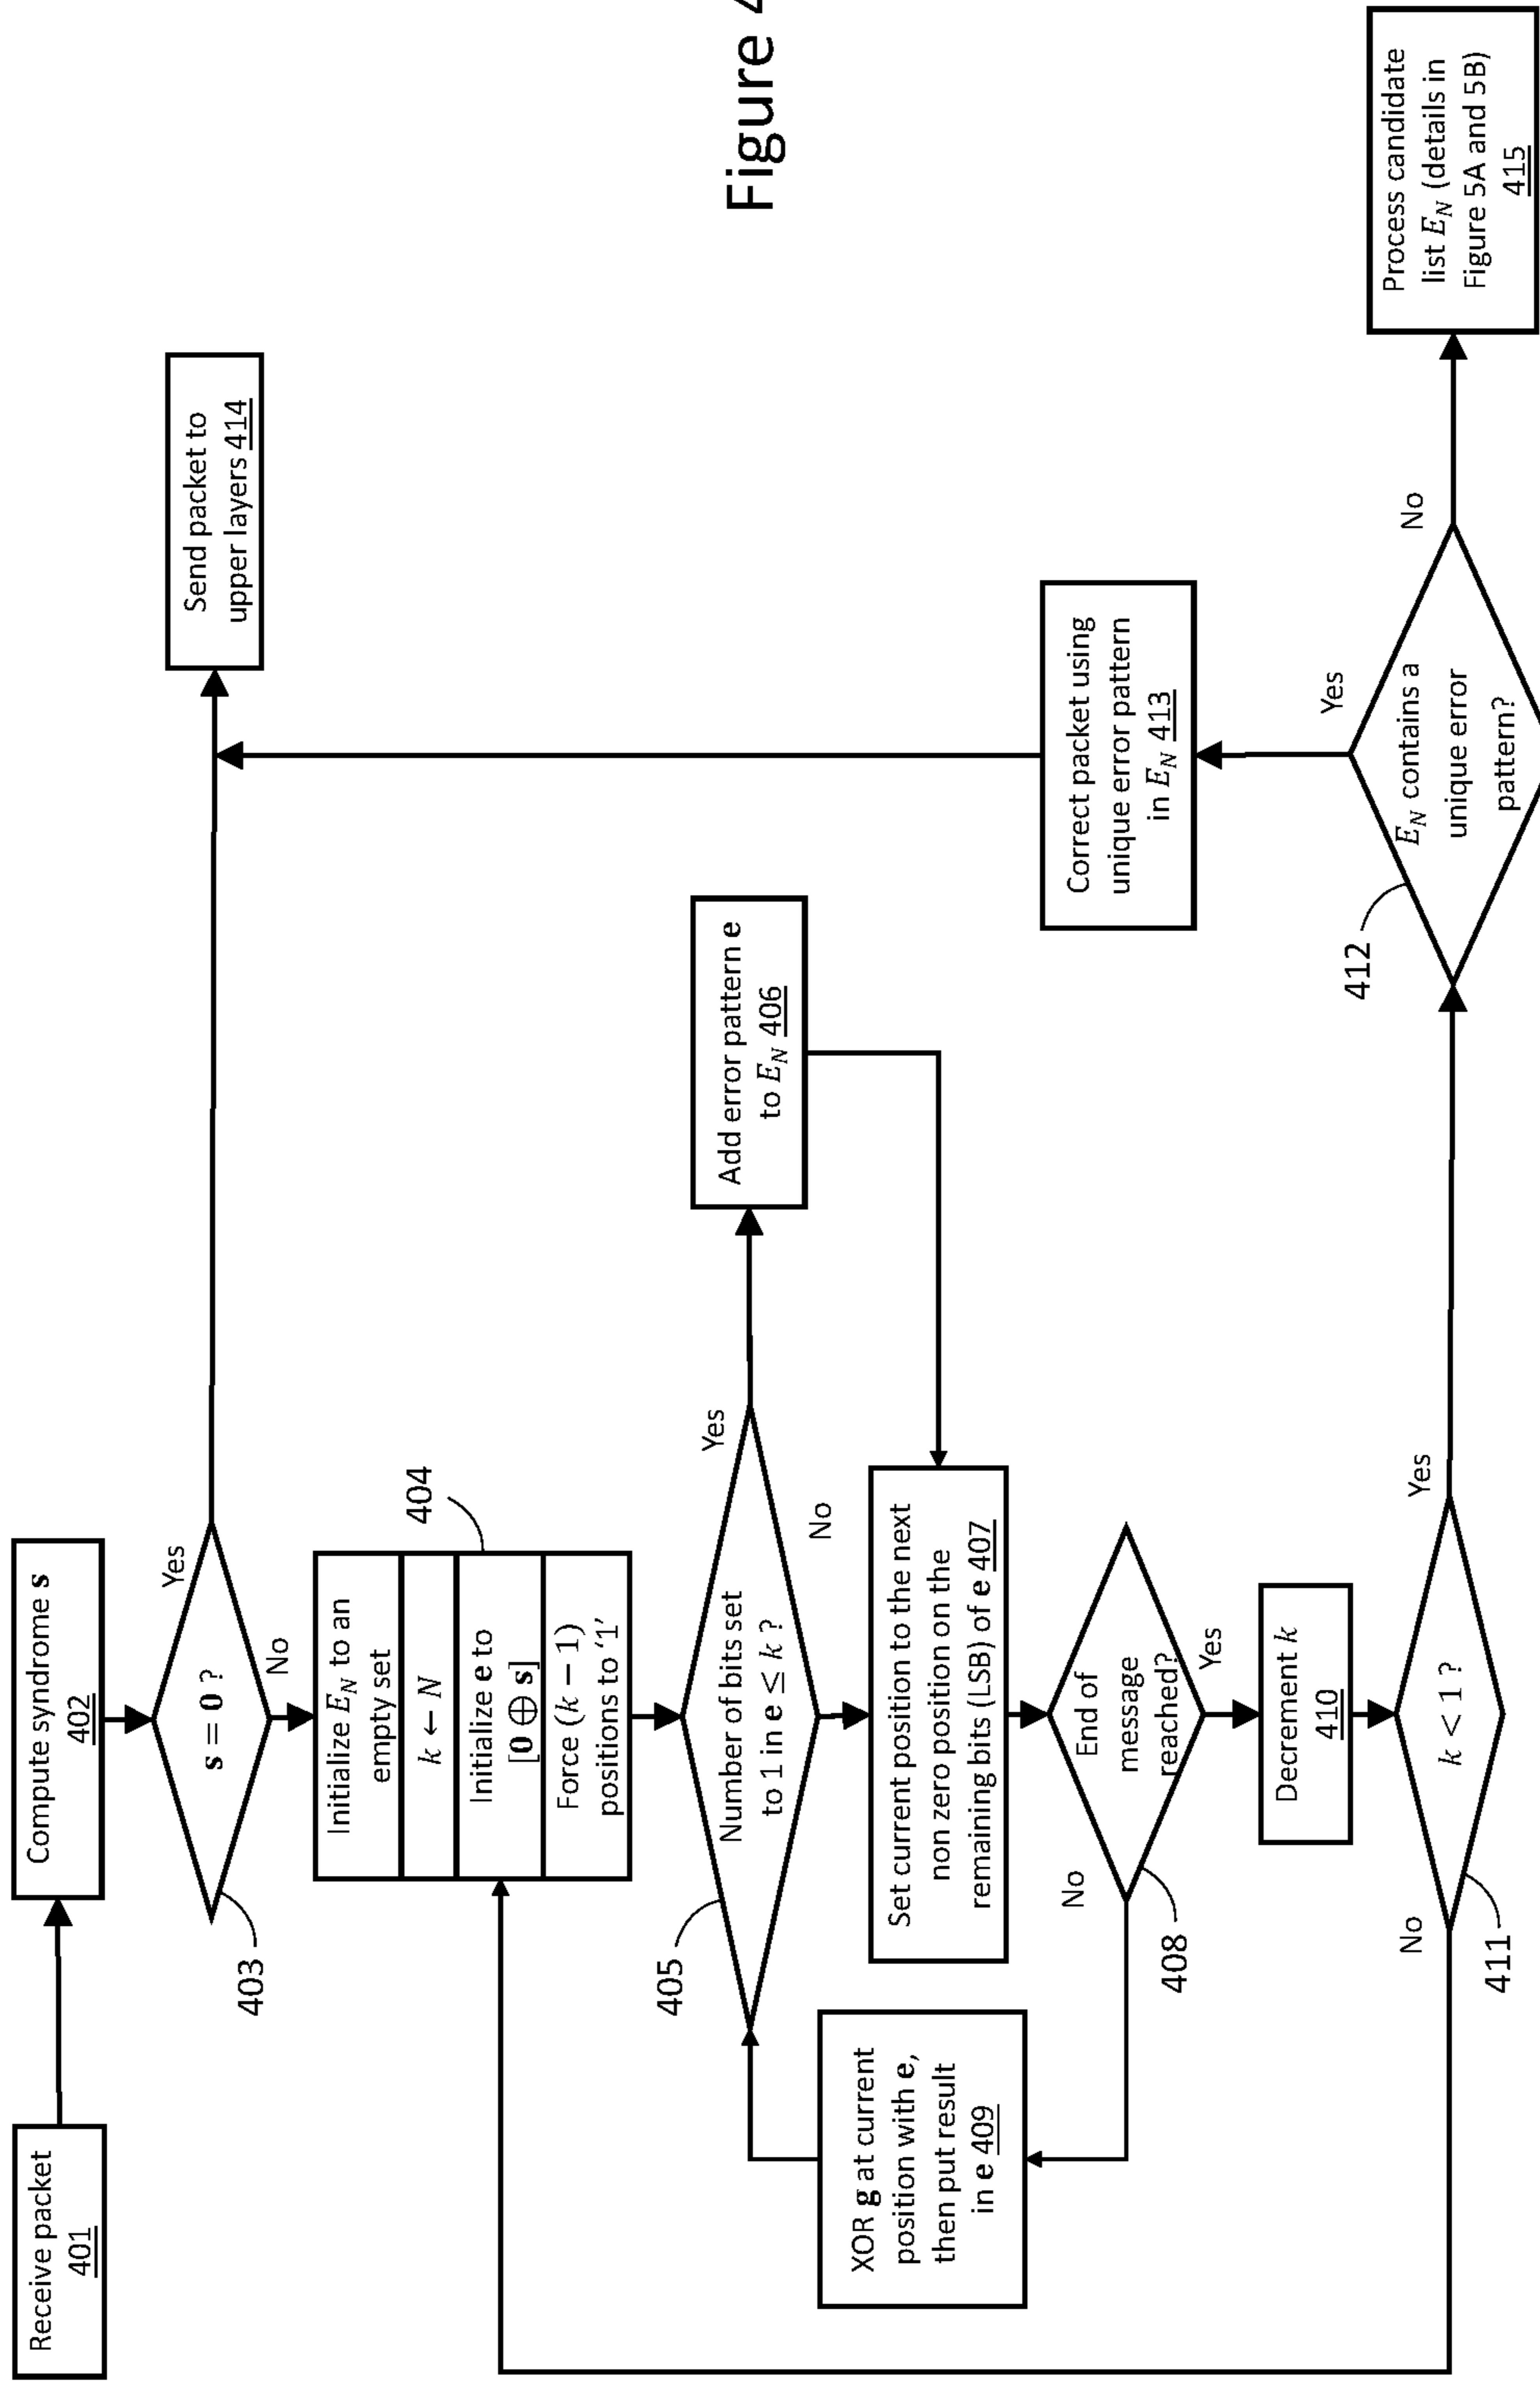 Receive packet
401
Compute syndrome s
402
403
s = 0 ?
Yes
No
Send packet to
upper layers 414
Initialize E_N to an
empty set
k ← N
Initialize e to
[0 ⊕ s]
Force (k − 1)
positions to ‘1’
404
405
Number of bits set
to 1 in e ≤ k ?
Yes
No
Add error pattern e
to E_N 406
Set current position to the next
non zero position on the
remaining bits (LSB) of e 407
XOR g at current
position with e,
then put result
in e 409
End of
message
reached?
408
No
Yes
Decrement k
410
k < 1 ?
411
No
Yes
412
E_N contains a
unique error
pattern?
Yes
No
Correct packet using
unique error pattern
in E_N 413
Process candidate
list E_N (details in
Figure 5A and 5B)
415
Figure 4